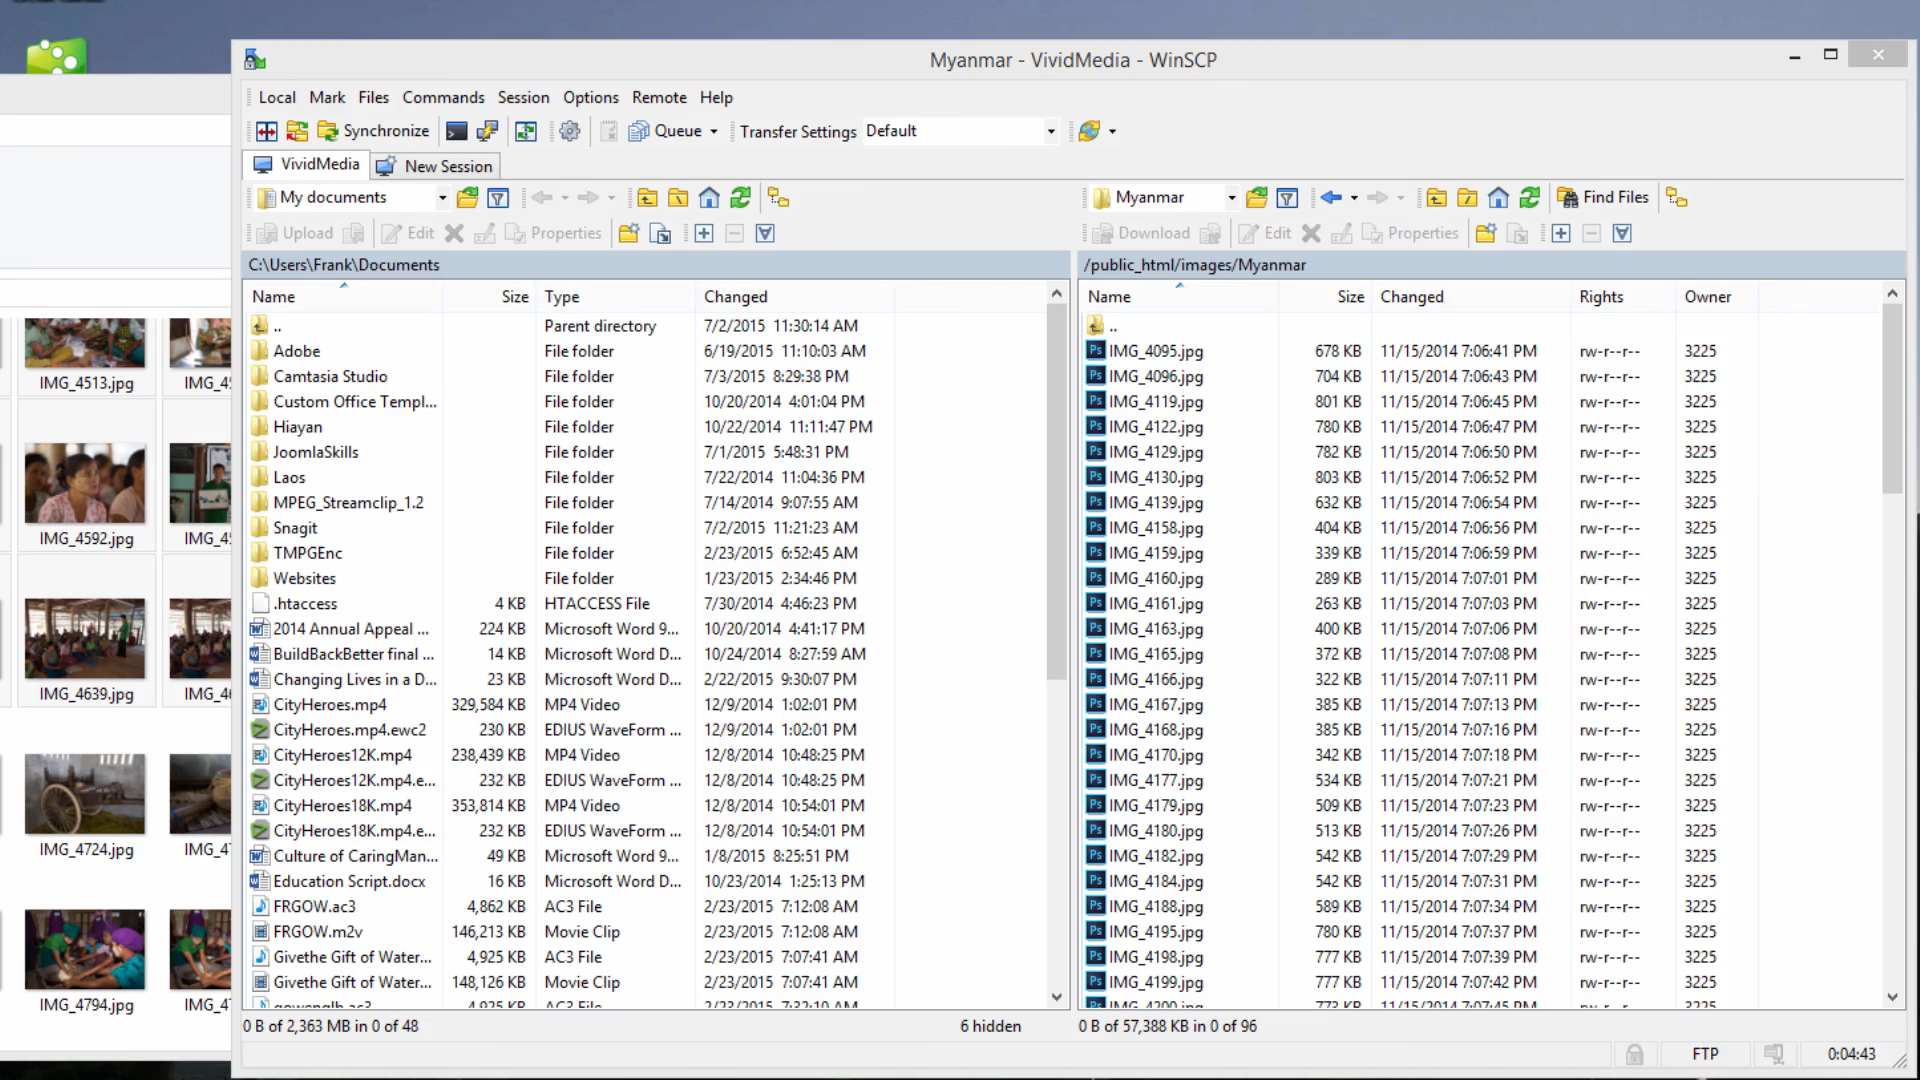 Myanmar - VividMedia - WinSCP
Local Mark Files Commands Session Options Remote Help
Synchronize Queue Transfer Settings Default
VividMedia New Session
My documents Myanmar Find Files
Upload Edit Properties Download Edit Properties
C:\Users\Frank\Documents /public_html/images/Myanmar
Name Size Type Changed Name Size Changed Rights Owner
.. Parent directory 7/2/2015 11:30:14 AM ..
Adobe File folder 6/19/2015 11:10:03 AM IMG_4095.jpg 678 KB 11/15/2014 7:06:41 PM rw-r--r-- 3225
Camtasia Studio File folder 7/3/2015 8:29:38 PM IMG_4096.jpg 704 KB 11/15/2014 7:06:43 PM rw-r--r-- 3225
IMG_4513.jpg Custom Office Templ... File folder 10/20/2014 4:01:04 PM IMG_4119.jpg 801 KB 11/15/2014 7:06:45 PM rw-r--r-- 3225
Hiayan File folder 10/22/2014 11:11:47 PM IMG_4122.jpg 780 KB 11/15/2014 7:06:47 PM rw-r--r-- 3225
JoomlaSkills File folder 7/1/2015 5:48:31 PM IMG_4129.jpg 782 KB 11/15/2014 7:06:50 PM rw-r--r-- 3225
Laos File folder 7/22/2014 11:04:36 PM IMG_4130.jpg 803 KB 11/15/2014 7:06:52 PM rw-r--r-- 3225
MPEG_Streamclip_1.2 File folder 7/14/2014 9:07:55 AM IMG_4139.jpg 632 KB 11/15/2014 7:06:54 PM rw-r--r-- 3225
Snagit File folder 7/2/2015 11:21:23 AM IMG_4158.jpg 404 KB 11/15/2014 7:06:56 PM rw-r--r-- 3225
IMG_4592.jpg TMPGEnc File folder 2/23/2015 6:52:45 AM IMG_4159.jpg 339 KB 11/15/2014 7:06:59 PM rw-r--r-- 3225
Websites File folder 1/23/2015 2:34:46 PM IMG_4160.jpg 289 KB 11/15/2014 7:07:01 PM rw-r--r-- 3225
.htaccess 4 KB HTACCESS File 7/30/2014 4:46:23 PM IMG_4161.jpg 263 KB 11/15/2014 7:07:03 PM rw-r--r-- 3225
2014 Annual Appeal ... 224 KB Microsoft Word 9... 10/20/2014 4:41:17 PM IMG_4163.jpg 400 KB 11/15/2014 7:07:06 PM rw-r--r-- 3225
BuildBackBetter final ... 14 KB Microsoft Word D... 10/24/2014 8:27:59 AM IMG_4165.jpg 372 KB 11/15/2014 7:07:08 PM rw-r--r-- 3225
Changing Lives in a D... 23 KB Microsoft Word D... 2/22/2015 9:30:07 PM IMG_4166.jpg 322 KB 11/15/2014 7:07:11 PM rw-r--r-- 3225
IMG_4639.jpg CityHeroes.mp4 329,584 KB MP4 Video 12/9/2014 1:02:01 PM IMG_4167.jpg 385 KB 11/15/2014 7:07:13 PM rw-r--r-- 3225
CityHeroes.mp4.ewc2 230 KB EDIUS WaveForm ... 12/9/2014 1:02:01 PM IMG_4168.jpg 385 KB 11/15/2014 7:07:16 PM rw-r--r-- 3225
CityHeroes12K.mp4 238,439 KB MP4 Video 12/8/2014 10:48:25 PM IMG_4170.jpg 342 KB 11/15/2014 7:07:18 PM rw-r--r-- 3225
CityHeroes12K.mp4.e... 232 KB EDIUS WaveForm ... 12/8/2014 10:48:25 PM IMG_4177.jpg 534 KB 11/15/2014 7:07:21 PM rw-r--r-- 3225
CityHeroes18K.mp4 353,814 KB MP4 Video 12/8/2014 10:54:01 PM IMG_4179.jpg 509 KB 11/15/2014 7:07:23 PM rw-r--r-- 3225
CityHeroes18K.mp4.e... 232 KB EDIUS WaveForm ... 12/8/2014 10:54:01 PM IMG_4180.jpg 513 KB 11/15/2014 7:07:26 PM rw-r--r-- 3225
IMG_4724.jpg Culture of CaringMan... 49 KB Microsoft Word 9... 1/8/2015 8:25:51 PM IMG_4182.jpg 542 KB 11/15/2014 7:07:29 PM rw-r--r-- 3225
Education Script.docx 16 KB Microsoft Word D... 10/23/2014 1:25:13 PM IMG_4184.jpg 542 KB 11/15/2014 7:07:31 PM rw-r--r-- 3225
FRGOW.ac3 4,862 KB AC3 File 2/23/2015 7:12:08 AM IMG_4188.jpg 589 KB 11/15/2014 7:07:34 PM rw-r--r-- 3225
FRGOW.m2v 146,213 KB Movie Clip 2/23/2015 7:12:08 AM IMG_4195.jpg 780 KB 11/15/2014 7:07:37 PM rw-r--r-- 3225
Givethe Gift of Water... 4,925 KB AC3 File 2/23/2015 7:07:41 AM IMG_4198.jpg 777 KB 11/15/2014 7:07:39 PM rw-r--r-- 3225
Givethe Gift of Water... 148,126 KB Movie Clip 2/23/2015 7:07:41 AM IMG_4199.jpg 777 KB 11/15/2014 7:07:42 PM rw-r--r-- 3225
IMG_4794.jpg
0 B of 2,363 MB in 0 of 48 6 hidden 0 B of 57,388 KB in 0 of 96
FTP 0:04:43